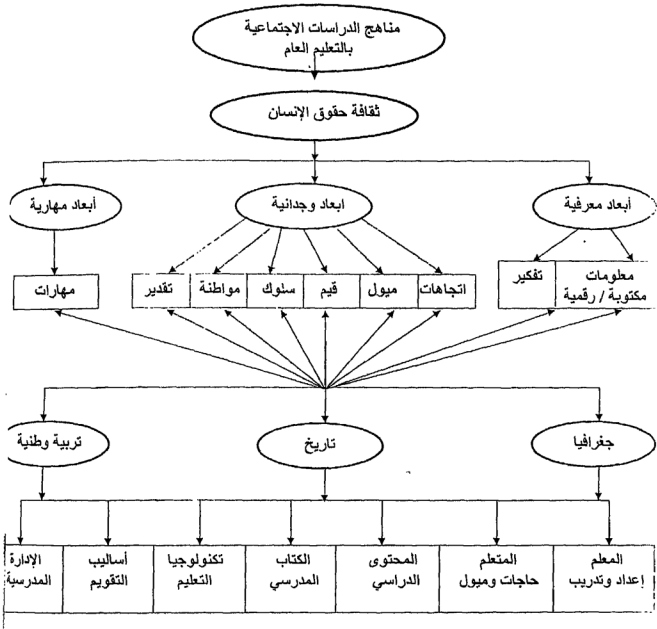 مناهج الدراسات الاجتماعية
بالتعليم العام
ثقافة حقوق الإنسان
أبعاد معرفية
ابعاد وجدانية
أبعاد مهارية
معلومات
مكتوبة / رقمية
تفكير
اتجاهات
ميول
قيم
سلوك
مواطنة
تقدير
مهارات
جغرافيا
تاريخ
تربية وطنية
المعلم
إعداد وتدريب
المتعلم
حاجات وميول
المحتوى
الدراسي
الكتاب
المدرسي
تكنولوجيا
التعليم
أساليب
التقويم
الإدارة
المدرسية